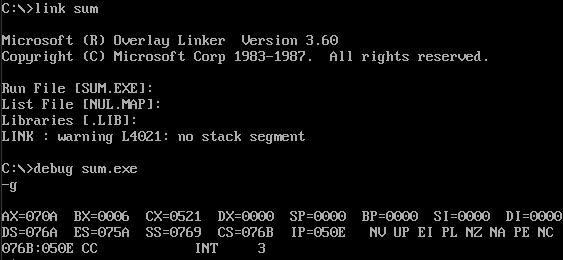 C:\>link sum
Microsoft (R) Overlay Linker  Version 3.60
Copyright (C) Microsoft Corp 1983-1987.  All rights reserved.
Run File [SUM.EXE]:
List File [NUL.MAP]:
Libraries [.LIB]:
LINK : warning L4021: no stack segment
C:\>debug sum.exe
-g
AX=070A  BX=0006  CX=0521  DX=0000  SP=0000  BP=0000  SI=0000  DI=0000
DS=076A  ES=075A  SS=0769  CS=076B  IP=050E   NV UP EI PL NZ NA PE NC
076B:050E CC            INT     3